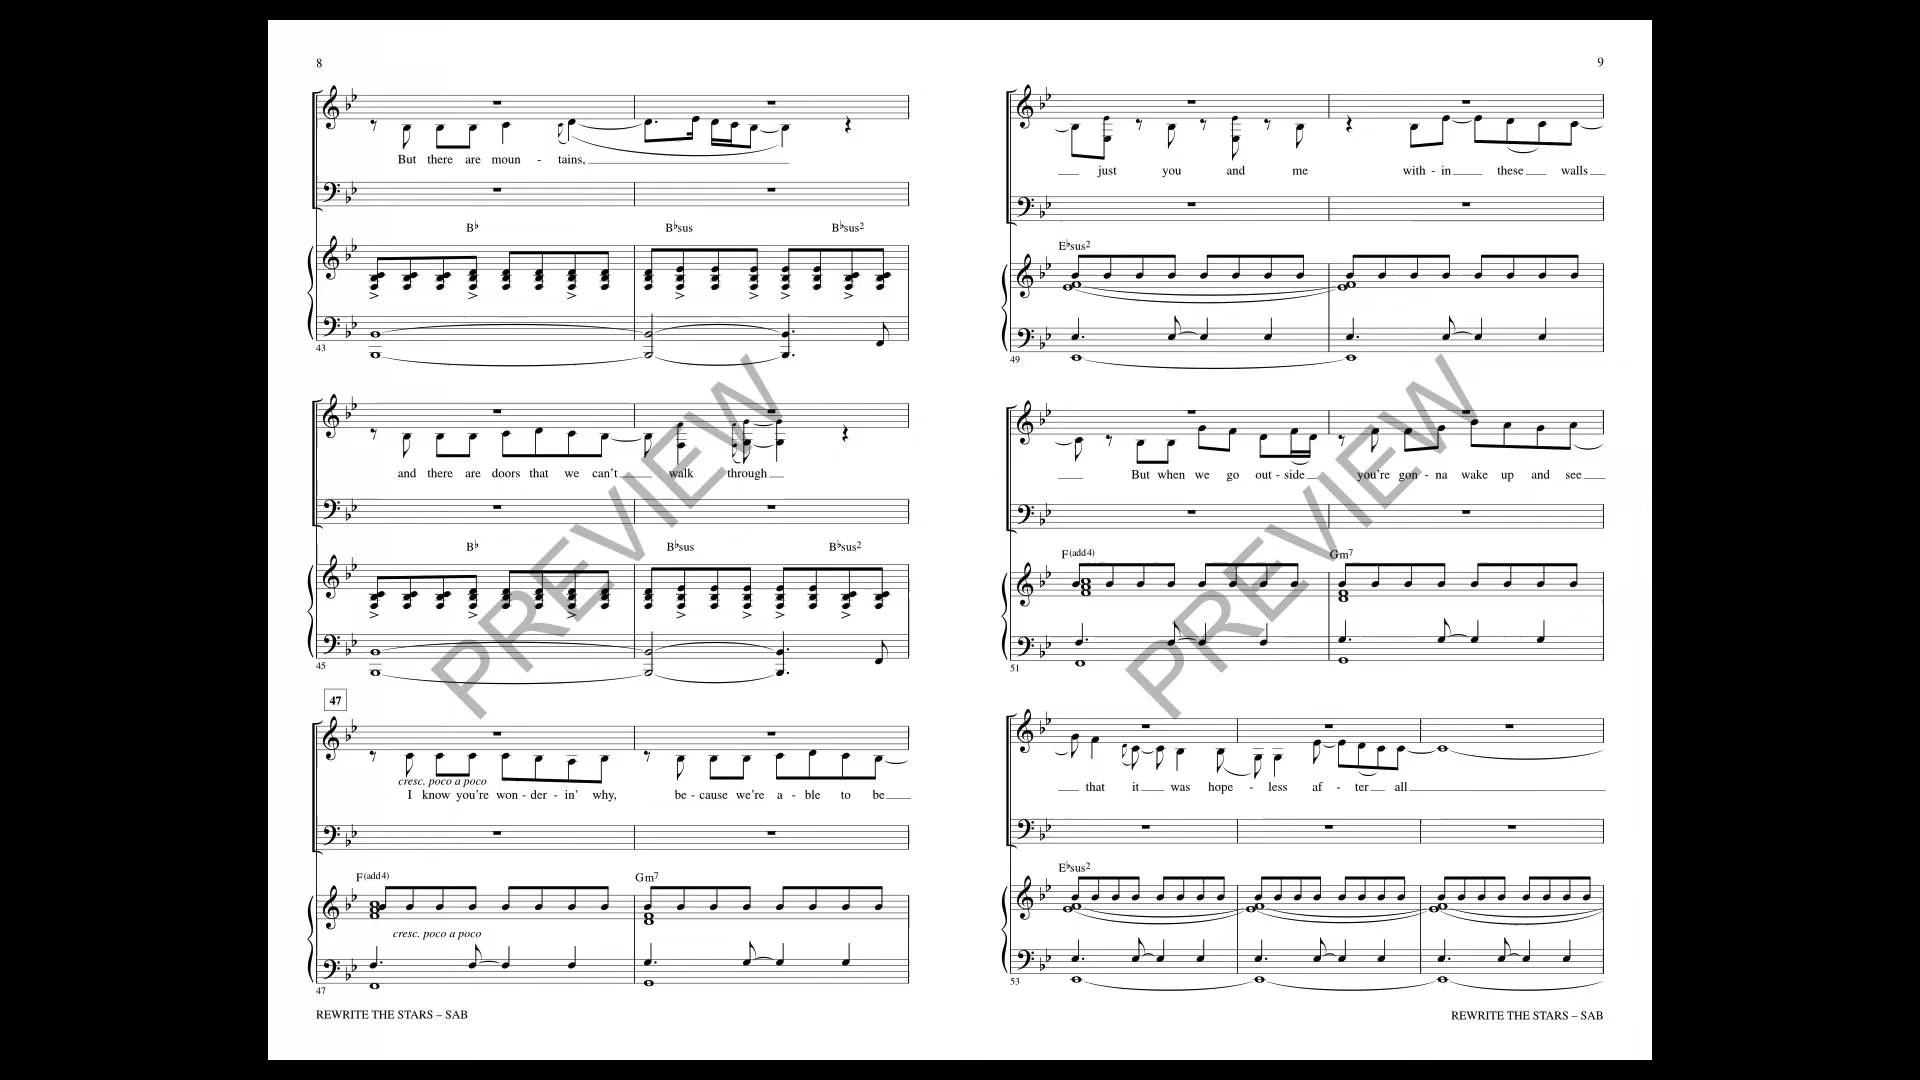 8
But there are moun - tains,
B♭ B♭sus B♭sus2
43
and there are doors that we can't walk through
B♭ B♭sus B♭sus2
45
47
cresc. poco a poco
I know you're won - der - in' why, be - cause we're a - ble to be
F(add4) Gm7
cresc. poco a poco
47
REWRITE THE STARS – SAB
9
just you and me with - in these walls
E♭sus2
49
But when we go out - side you're gon - na wake up and see
F(add4) Gm7
51
that it was hope - less af - ter all
E♭sus2
53
REWRITE THE STARS – SAB
PREVIEW
PREVIEW